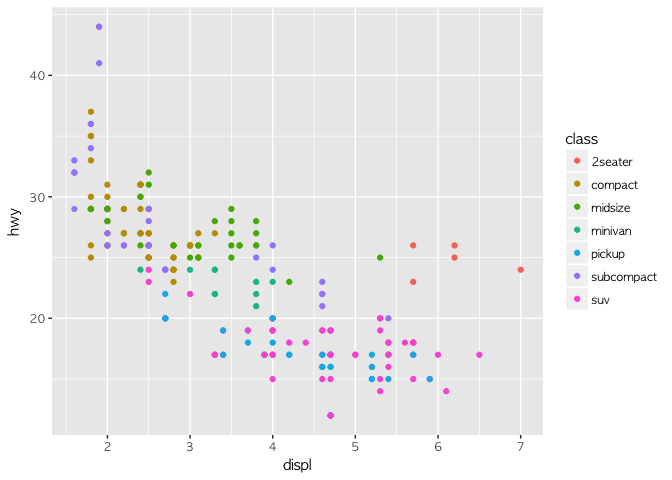 40
30
20
hwy
2
3
4
5
6
7
displ
class
2seater
compact
midsize
minivan
pickup
subcompact
suv